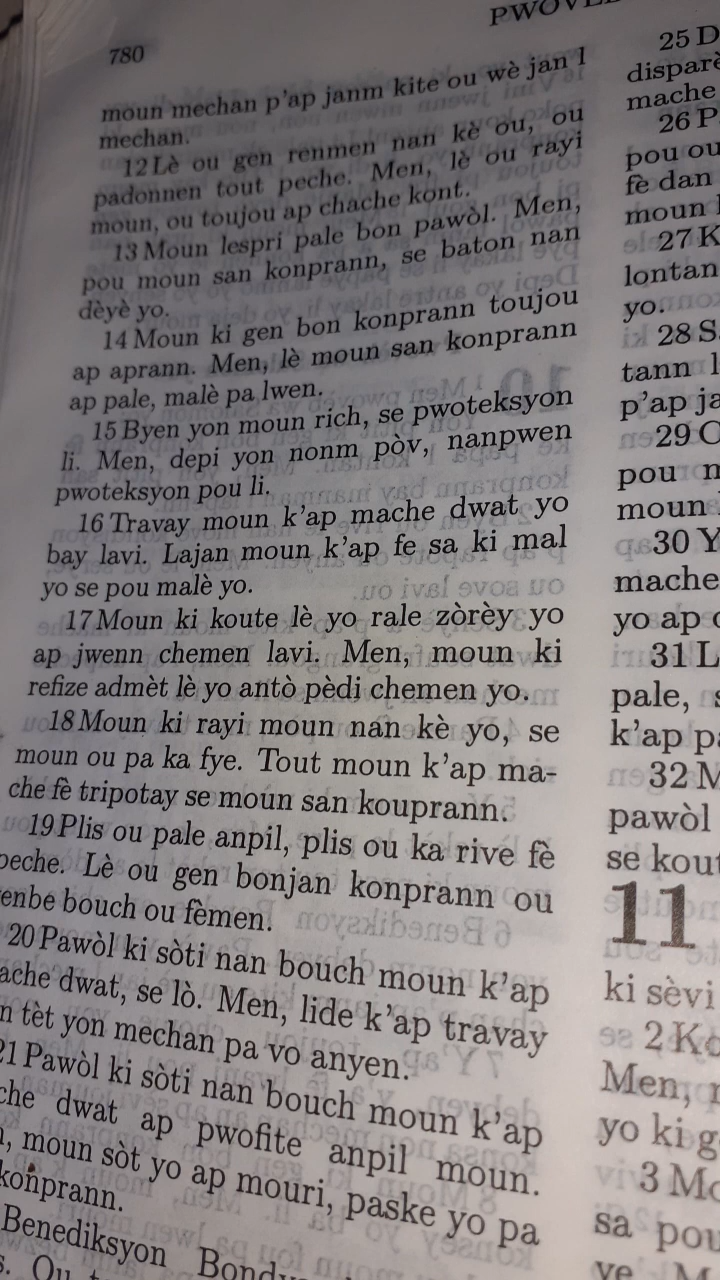 780
moun mechan p'ap janm kite ou wè jan l
mechan.
12 Lè ou gen renmen nan kè ou, ou
padonnen tout peche. Men, lè ou rayi
moun, ou toujou ap chache kont.
13 Moun lespri pale bon pawòl. Men,
pou moun san konprann, se baton nan
dèyè yo.
14 Moun ki gen bon konprann toujou
ap aprann. Men, lè moun san konprann
ap pale, malè pa lwen.
15 Byen yon moun rich, se pwoteksyon
li. Men, depi yon nonm pòv, nanpwen
pwoteksyon pou li.
16 Travay moun k'ap mache dwat yo
bay lavi. Lajan moun k'ap fe sa ki mal
yo se pou malè yo.
17 Moun ki koute lè yo rale zòrèy yo
ap jwenn chemen lavi. Men, moun ki
refize admèt lè yo antò pèdi chemen yo.
18 Moun ki rayi moun nan kè yo, se
moun ou pa ka fye. Tout moun k'ap ma-
che fè tripotay se moun san kouprann.
19 Plis ou pale anpil, plis ou ka rive fè
peche. Lè ou gen bonjan konprann ou
bouch ou fèmen.
20 Pawòl ki sòti nan bouch moun k'ap
dwat, se lò. Men, lide k'ap travay
tèt yon mechan pa vo anyen.
21 Pawòl ki sòti nan bouch moun k'ap
dwat ap pwofite anpil moun.
moun sòt yo ap mouri, paske yo pa
konprann.
Benediksyon
Ou
25
mache
26
pou ou
fè dan
moun
27
yo.
28
p'ap
29
pou
moun
30
mache
yo ap
31
pale,
k'ap
32
pawòl
se
11
ki sèvi
2
Men,
yo ki
3
sa